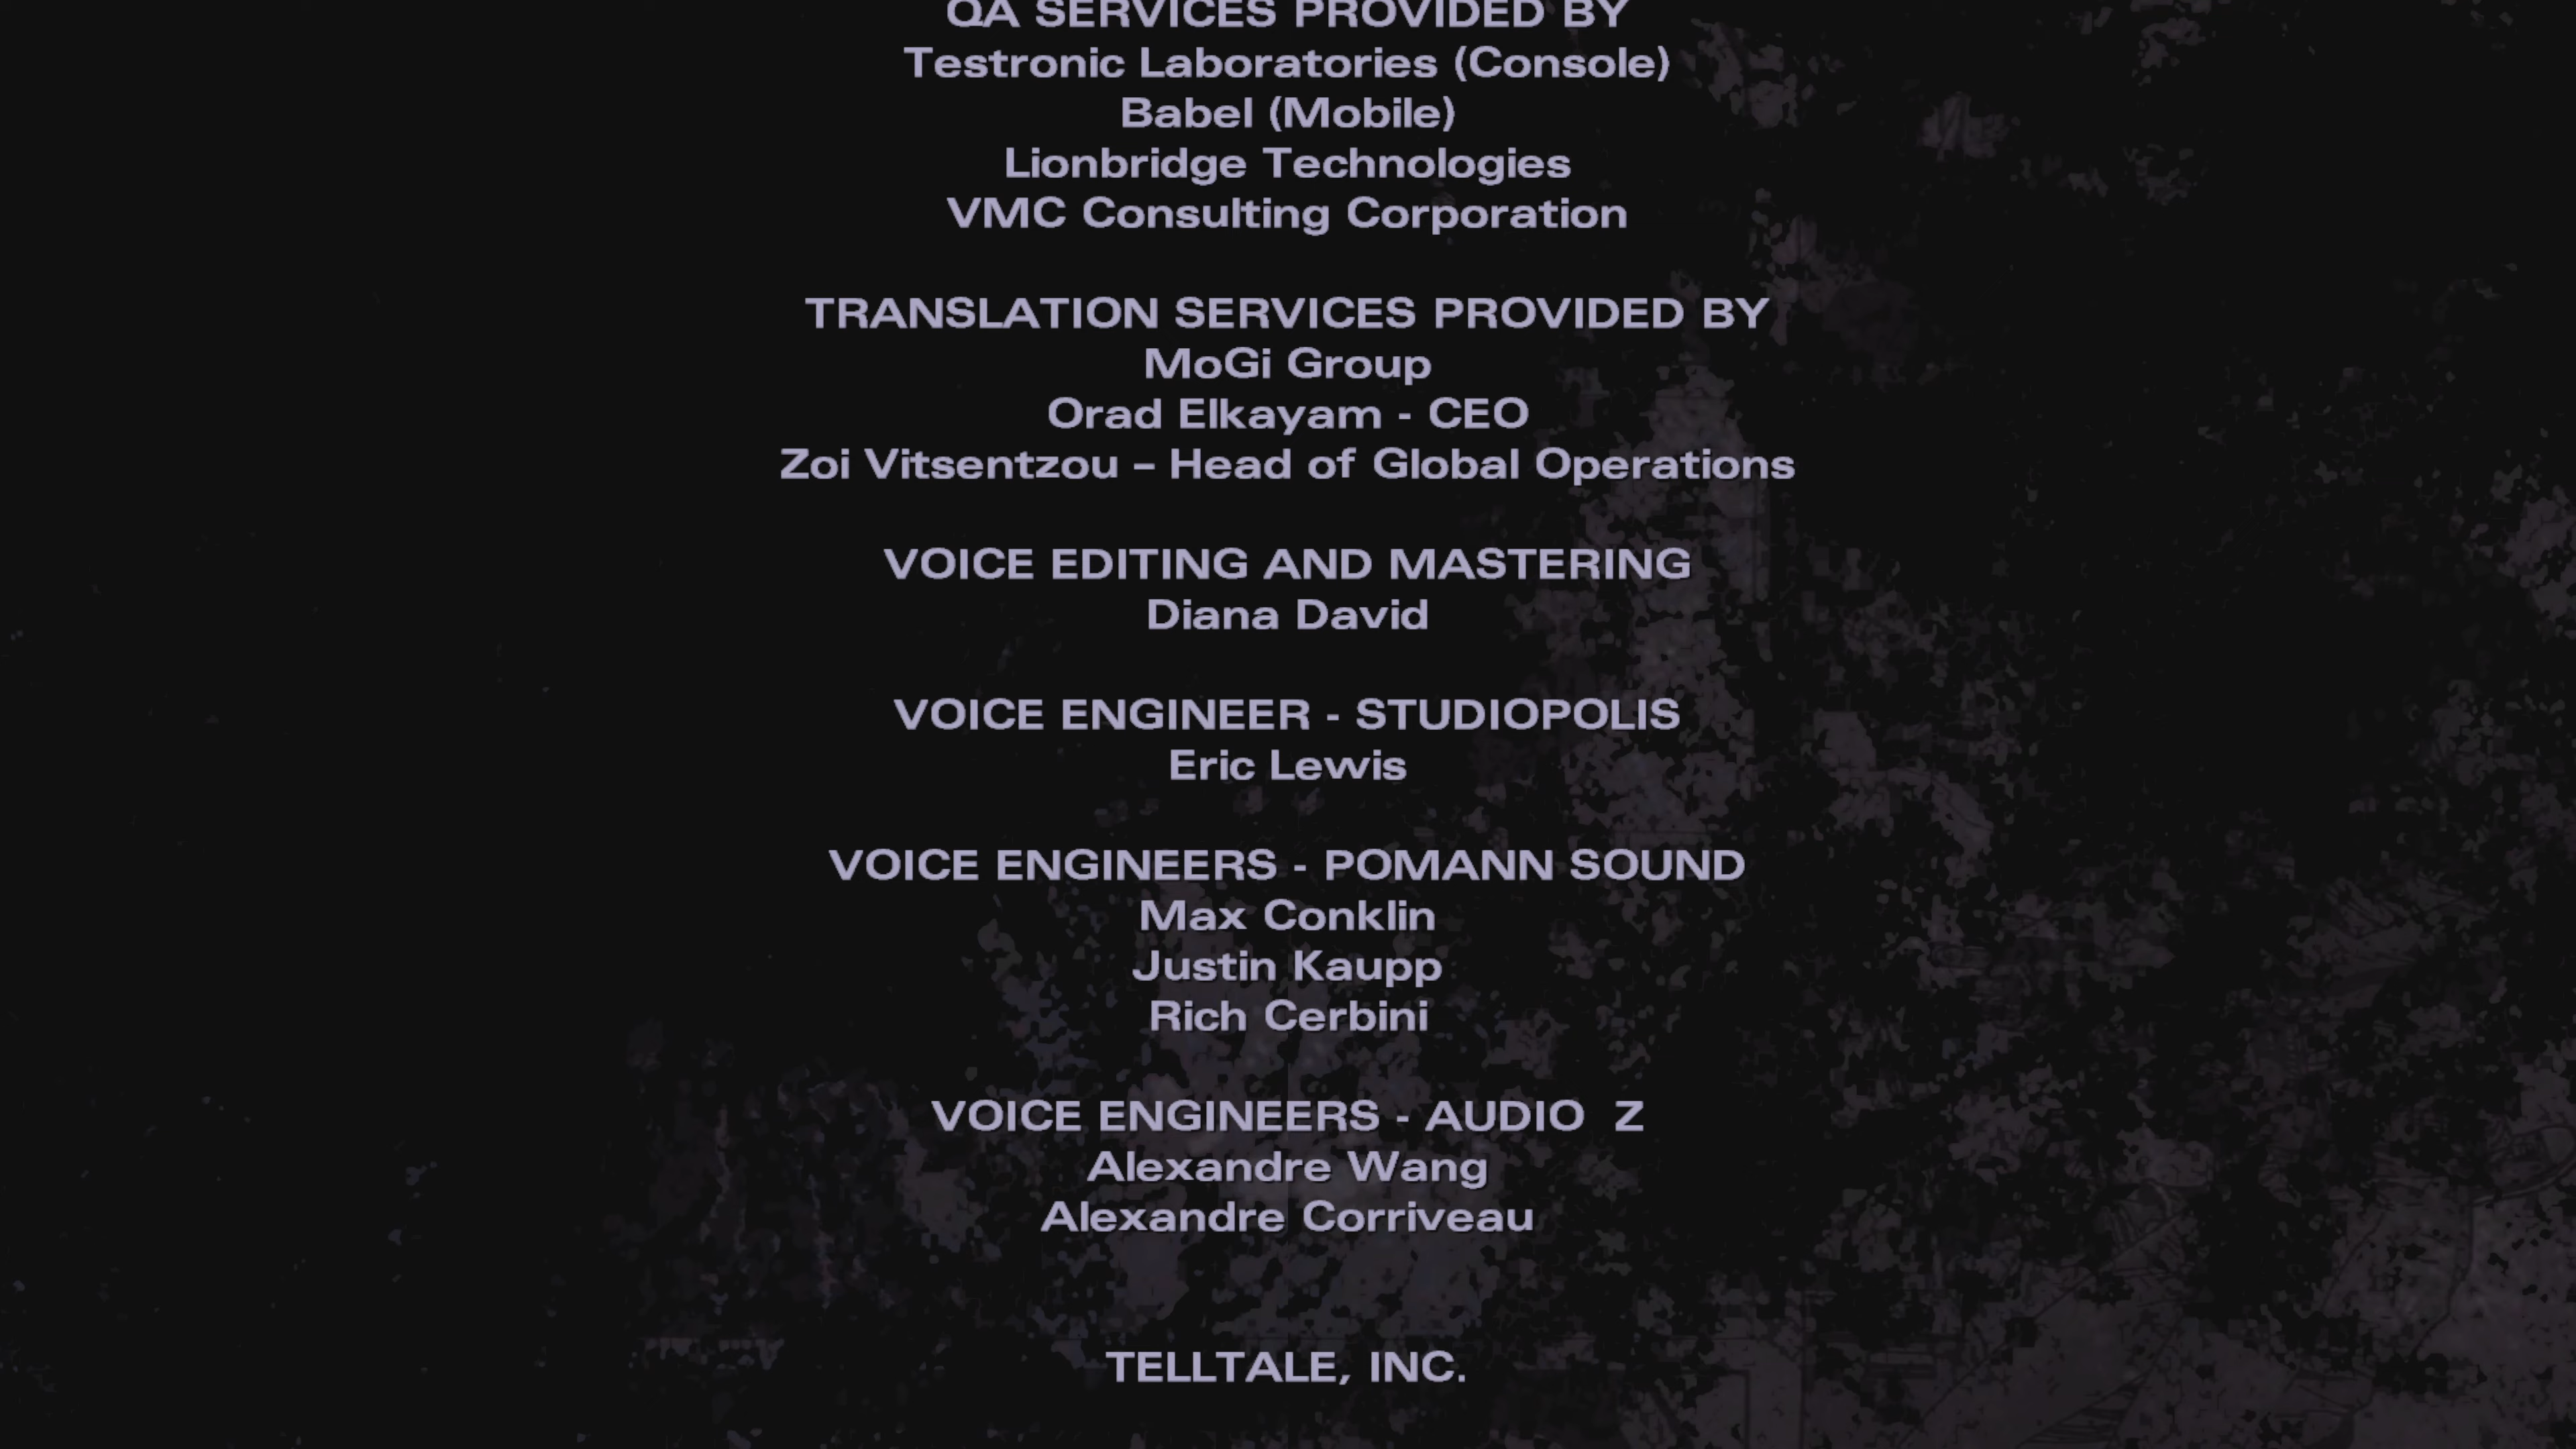 QA SERVICES PROVIDED BY
Testronic Laboratories (Console)
Babel (Mobile)
Lionbridge Technologies
VMC Consulting Corporation
TRANSLATION SERVICES PROVIDED BY
MoGi Group
Orad Elkayam - CEO
Zoi Vitsentzou – Head of Global Operations
VOICE EDITING AND MASTERING
Diana David
VOICE ENGINEER - STUDIOPOLIS
Eric Lewis
VOICE ENGINEERS - POMANN SOUND
Max Conklin
Justin Kaupp
Rich Cerbini
VOICE ENGINEERS - AUDIO  Z
Alexandre Wang
Alexandre Corriveau
TELLTALE, INC.